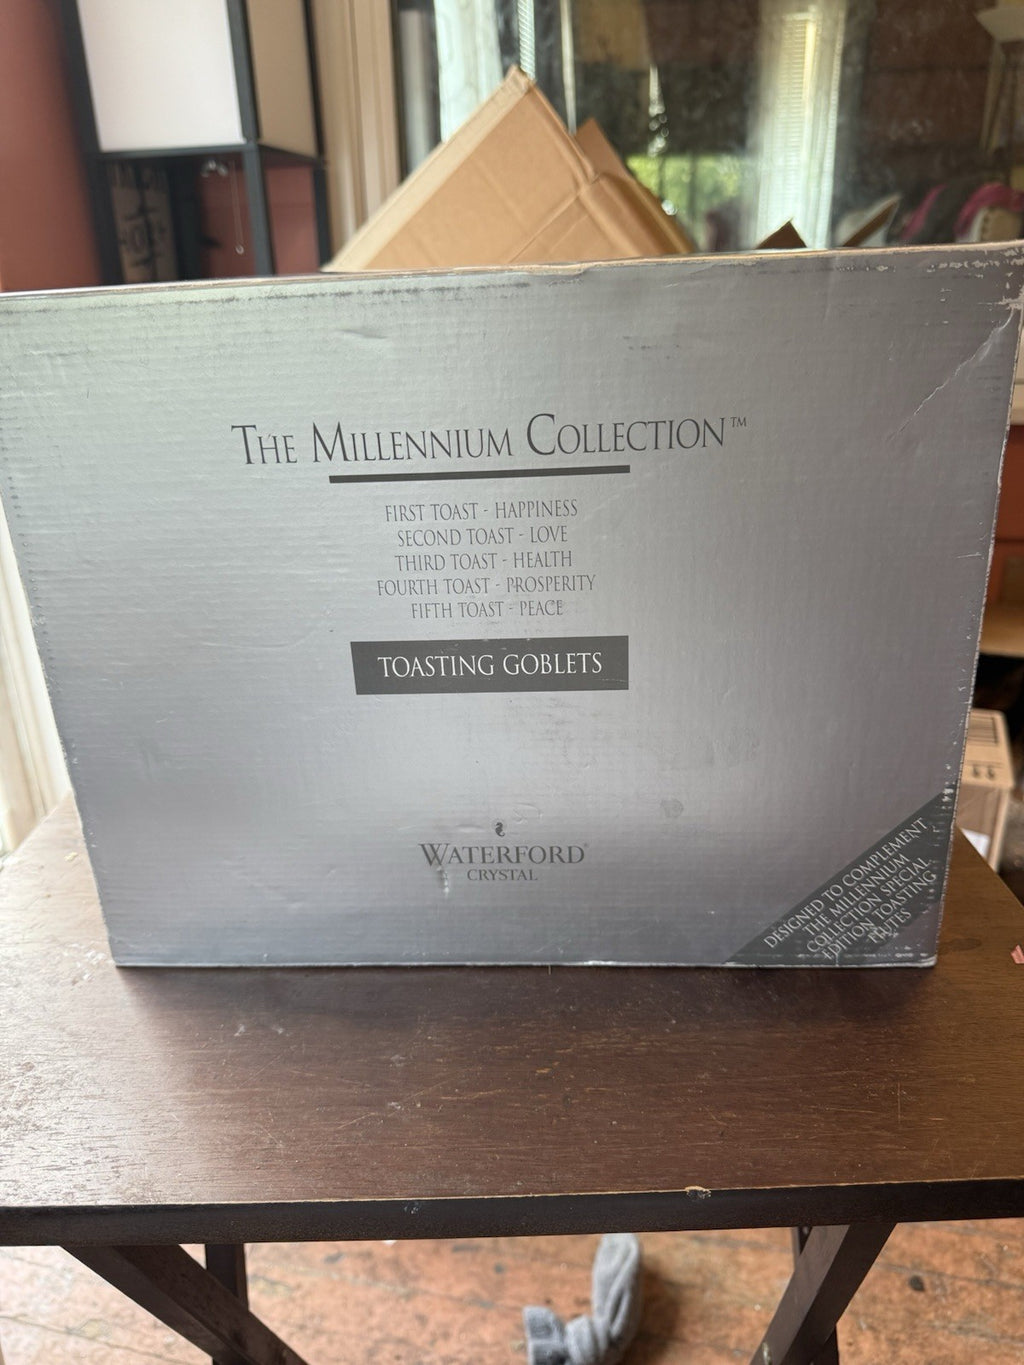 THE MILLENNIUM COLLECTION™
FIRST TOAST - HAPPINESS
SECOND TOAST - LOVE
THIRD TOAST - HEALTH
FOURTH TOAST - PROSPERITY
FIFTH TOAST - PEACE
TOASTING GOBLETS
WATERFORD®
CRYSTAL
DESIGNED TO COMPLEMENT
THE MILLENNIUM
COLLECTION SPECIAL
EDITION TOASTING
FLUTES